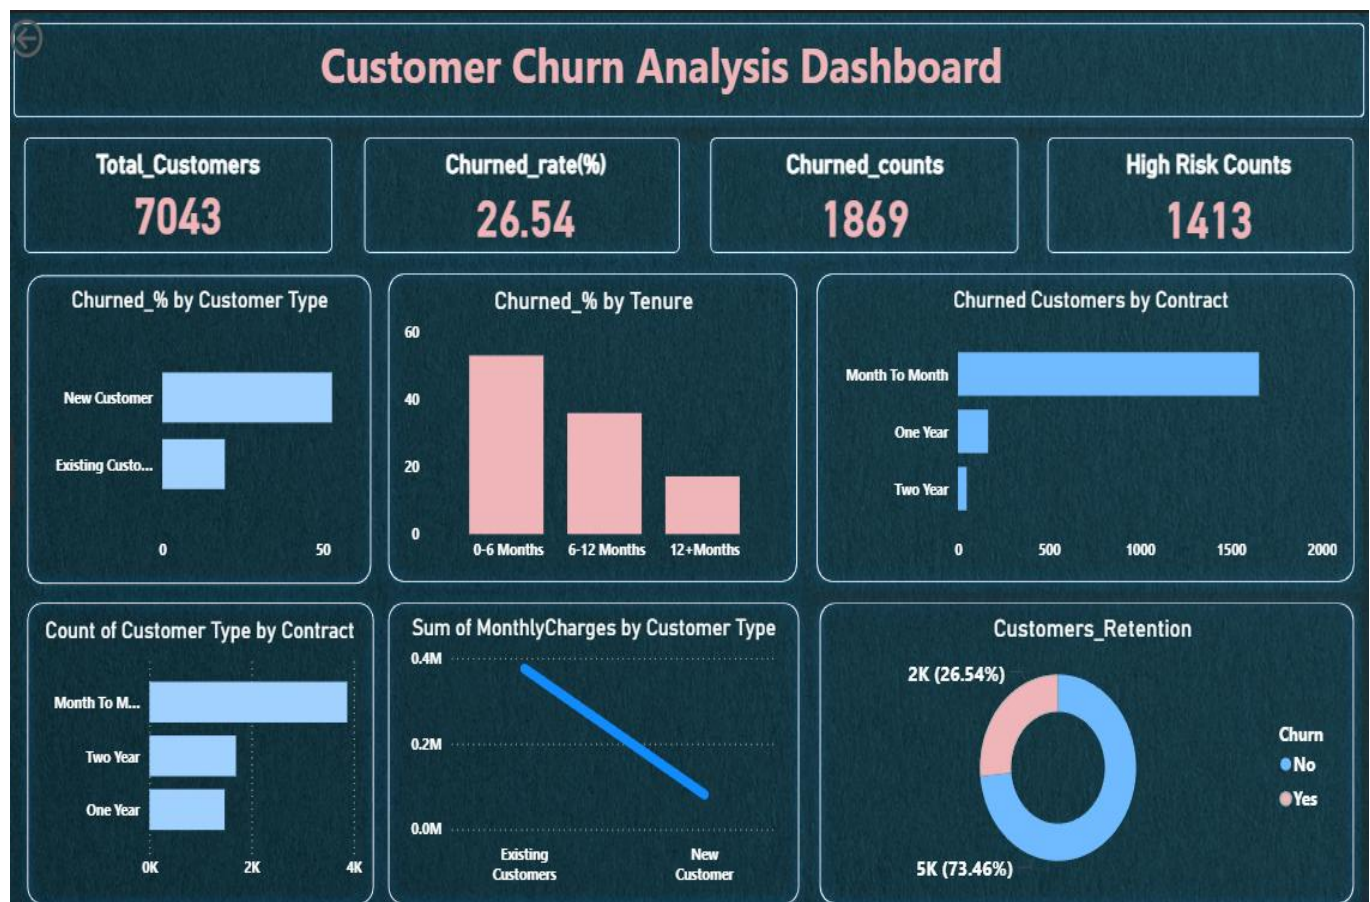 Customer Churn Analysis Dashboard
Total_Customers
7043
Churned_rate(%)
26.54
Churned_counts
1869
High Risk Counts
1413
Churned_% by Customer Type
New Customer
Existing Custo...
0 50
Churned_% by Tenure
60
40
20
0
0-6 Months 6-12 Months 12+Months
Churned Customers by Contract
Month To Month
One Year
Two Year
0 500 1000 1500 2000
Count of Customer Type by Contract
Month To M...
Two Year
One Year
0K 2K 4K
Sum of MonthlyCharges by Customer Type
0.4M
0.2M
0.0M
Existing
Customers
New
Customer
Customers_Retention
2K (26.54%)
5K (73.46%)
Churn
No
Yes